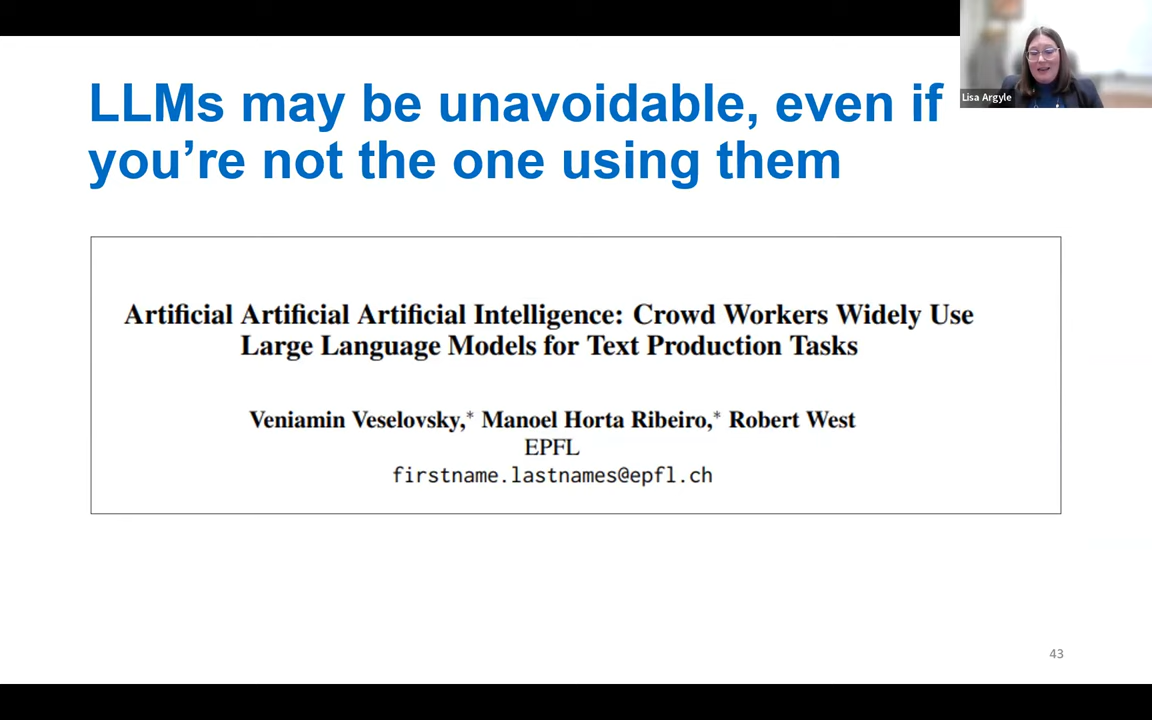 LLMs may be unavoidable, even if
you're not the one using them
Lisa Argyle
Artificial Artificial Artificial Intelligence: Crowd Workers Widely Use
Large Language Models for Text Production Tasks
Veniamin Veselovsky,* Manoel Horta Ribeiro,* Robert West
EPFL
firstname.lastnames@epfl.ch
43